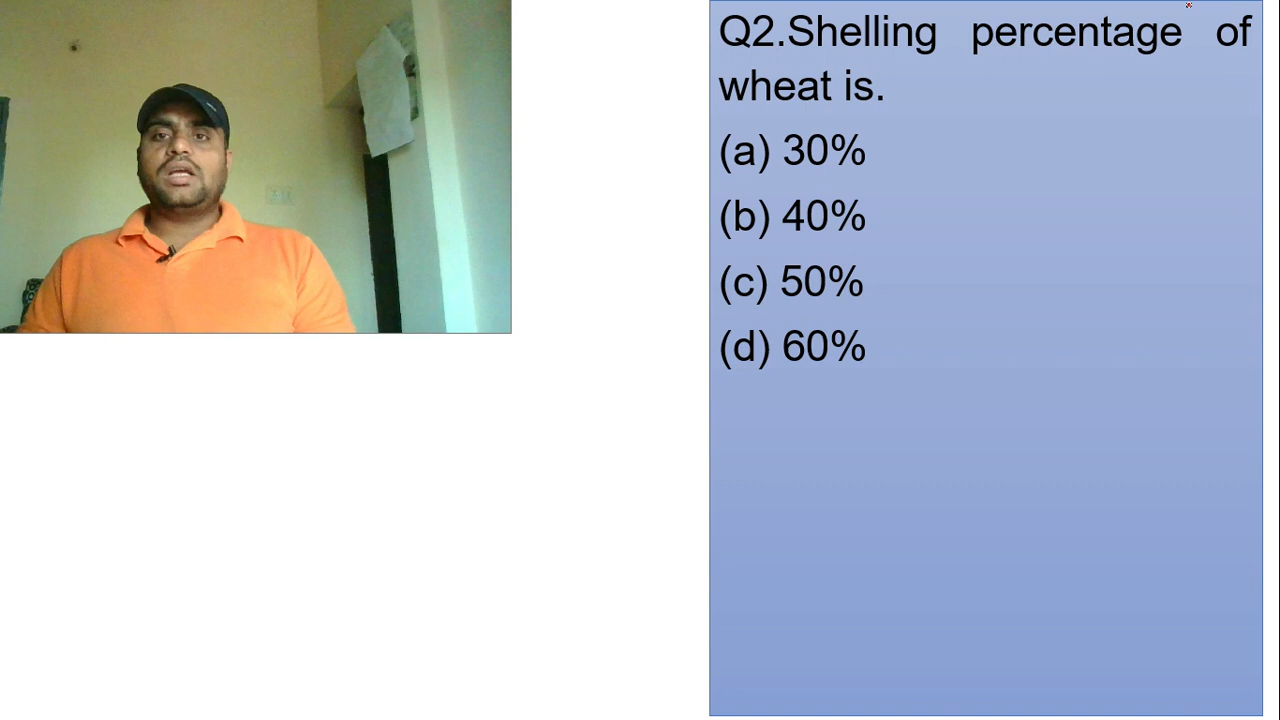 Q2.Shelling percentage of
wheat is.
(a) 30%
(b) 40%
(c) 50%
(d) 60%